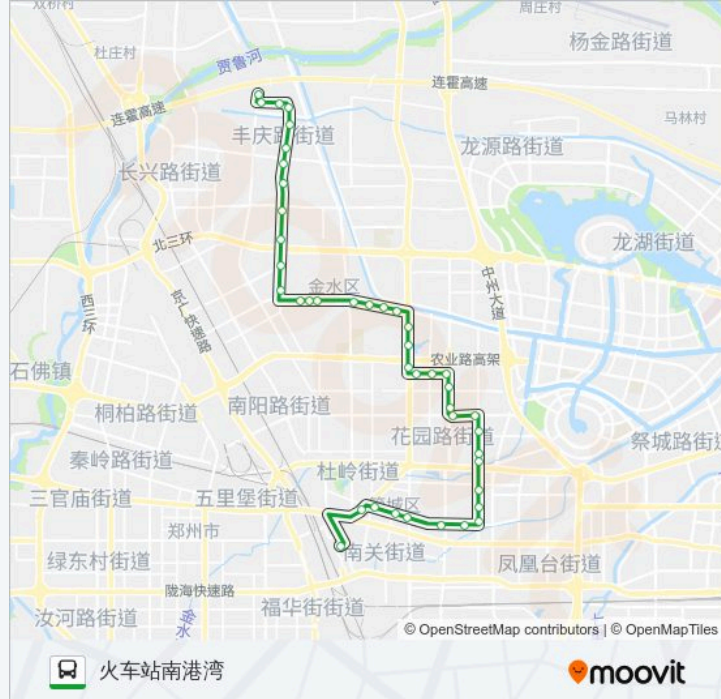 周庄村
杜庄村
杨金路街道
贾鲁河
连霍高速
连霍高速
马林村
丰庆路街道
龙源路街道
长兴路街道
北三环
龙湖街道
金水区
中州大道
西三环
京广快速路
石佛镇
农业路高架
桐柏路街道
南阳路街道
花园路街道
祭城路街道
秦岭路街道
杜岭街道
三官庙街道
五里堡街道
郑州市
南关街道
绿东村街道
凤凰台街道
陇海快速路
福华街街道
汝河路街道
金水
© OpenStreetMap contributors | © OpenMapTiles
火车站南港湾
moovit